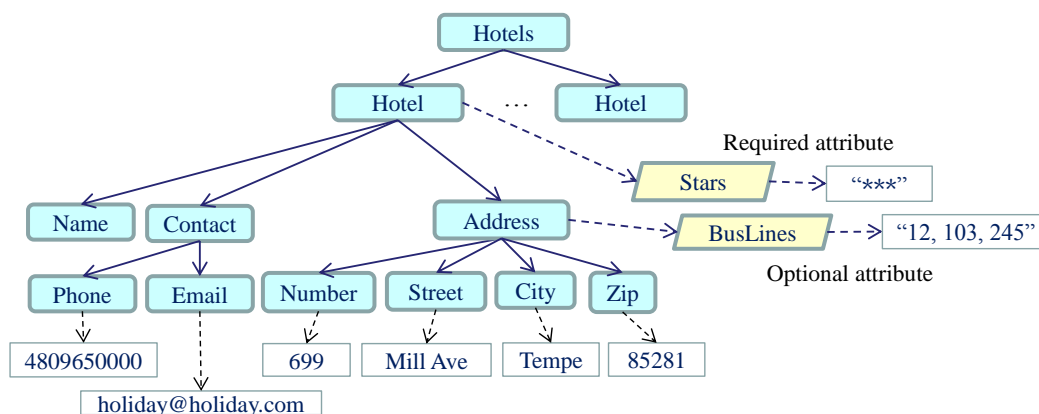 Hotels
Hotel
...
Hotel
Required attribute
Stars
“***”
Name
Contact
Address
BusLines
“12, 103, 245”
Optional attribute
Phone
Email
Number
Street
City
Zip
4809650000
699
Mill Ave
Tempe
85281
holiday@holiday.com